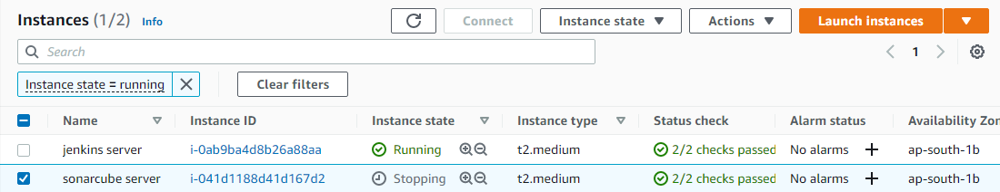 Instances (1/2) Info Connect Instance state Actions Launch instances
Search 1
Instance state = running Clear filters
Name Instance ID Instance state Instance type Status check Alarm status Availability Zon
jenkins server i-0ab9ba4d8b26a88aa Running t2.medium 2/2 checks passed No alarms ap-south-1b
sonarcube server i-041d1188d41d167d2 Stopping t2.medium 2/2 checks passed No alarms ap-south-1b